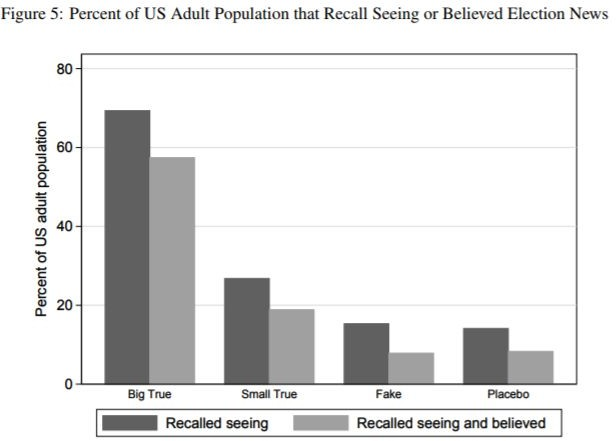 Figure 5: Percent of US Adult Population that Recall Seeing or Believed Election News
Percent of US adult population
80
60
40
20
0
Big True
Small True
Fake
Placebo
Recalled seeing
Recalled seeing and believed